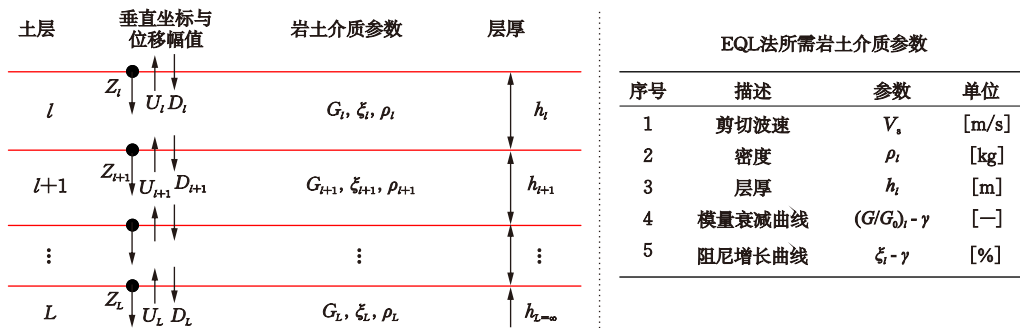 土层 垂直坐标与位移幅值 岩土介质参数 层厚
Z_l U_l D_l
l G_l, ξ_l, ρ_l h_l
Z_{l+1} U_{l+1} D_{l+1}
l+1 G_{l+1}, ξ_{l+1}, ρ_{l+1} h_{l+1}
⋮ ⋮ ⋮
Z_L U_L D_L
L G_L, ξ_L, ρ_L h_{L=∞}
EQL法所需岩土介质参数
序号 描述 参数 单位
1 剪切波速 V_s [m/s]
2 密度 ρ_l [kg]
3 层厚 h_l [m]
4 模量衰减曲线 (G/G_0)_l - γ [—]
5 阻尼增长曲线 ξ_l - γ [%]